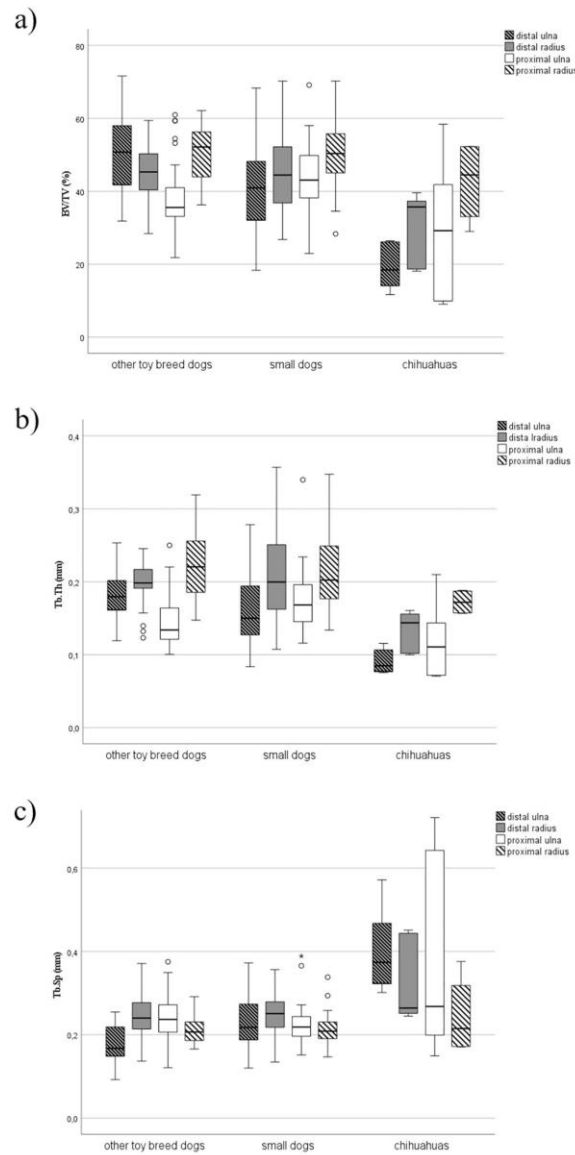 a)
distal ulna
distal radius
proximal ulna
proximal radius
80
60
40
20
0
BV/TV (%)
other toy breed dogs small dogs chihuahuas
b)
distal ulna
dista lradius
proximal ulna
proximal radius
0,4
0,3
0,2
0,1
0,0
Tb.Th (mm)
other toy breed dogs small dogs chihuahuas
c)
distal ulna
distal radius
proximal ulna
proximal radius
0,6
0,4
0,2
0,0
Tb.Sp (mm)
other toy breed dogs small dogs chihuahuas